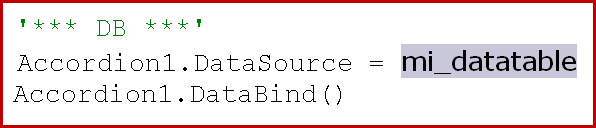 '*** DB ***'
Accordion1.DataSource = mi_datatable
Accordion1.DataBind()